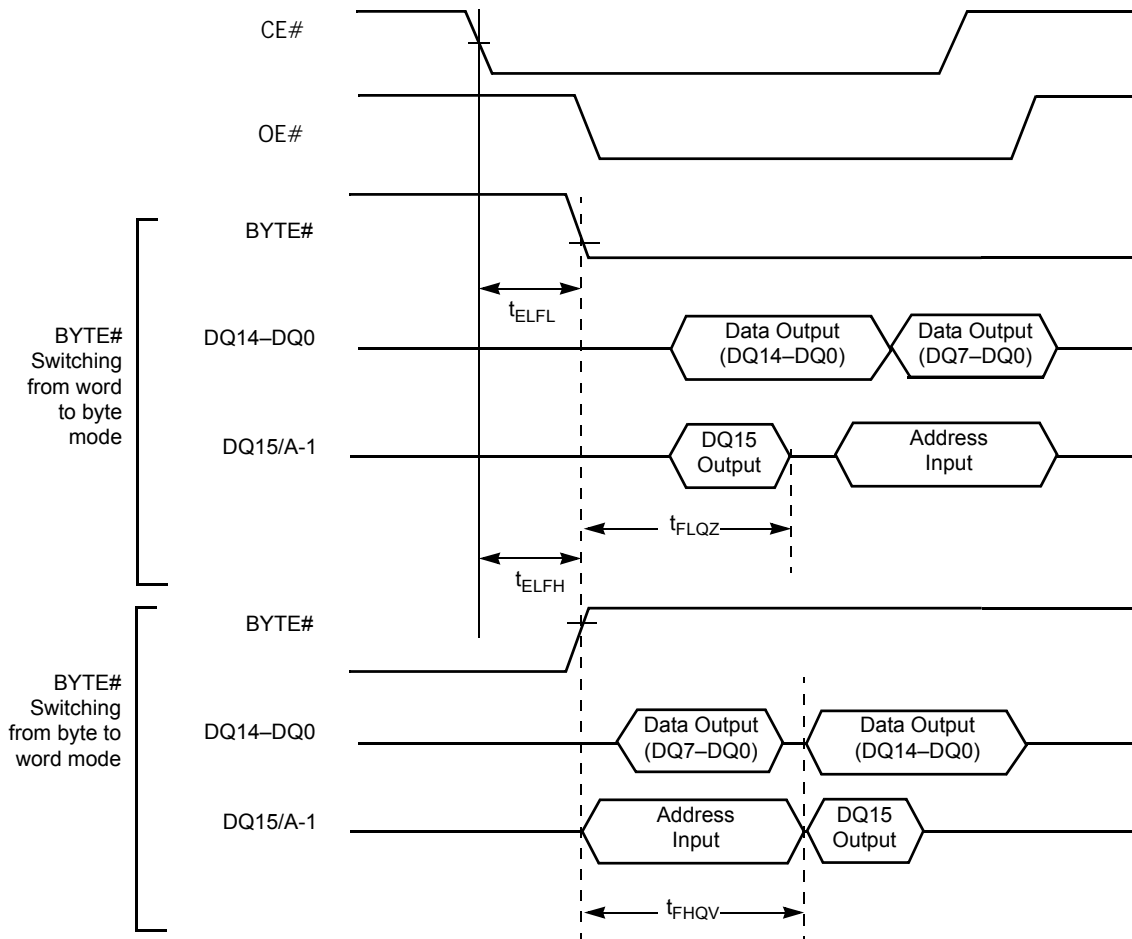 CE#
OE#
BYTE#
tELFL
BYTE#
Switching
from word
to byte
mode
DQ14–DQ0
Data Output
(DQ14–DQ0)
Data Output
(DQ7–DQ0)
DQ15/A-1
DQ15
Output
Address
Input
tFLQZ
tELFH
BYTE#
BYTE#
Switching
from byte to
word mode
DQ14–DQ0
Data Output
(DQ7–DQ0)
Data Output
(DQ14–DQ0)
DQ15/A-1
Address
Input
DQ15
Output
tFHQV